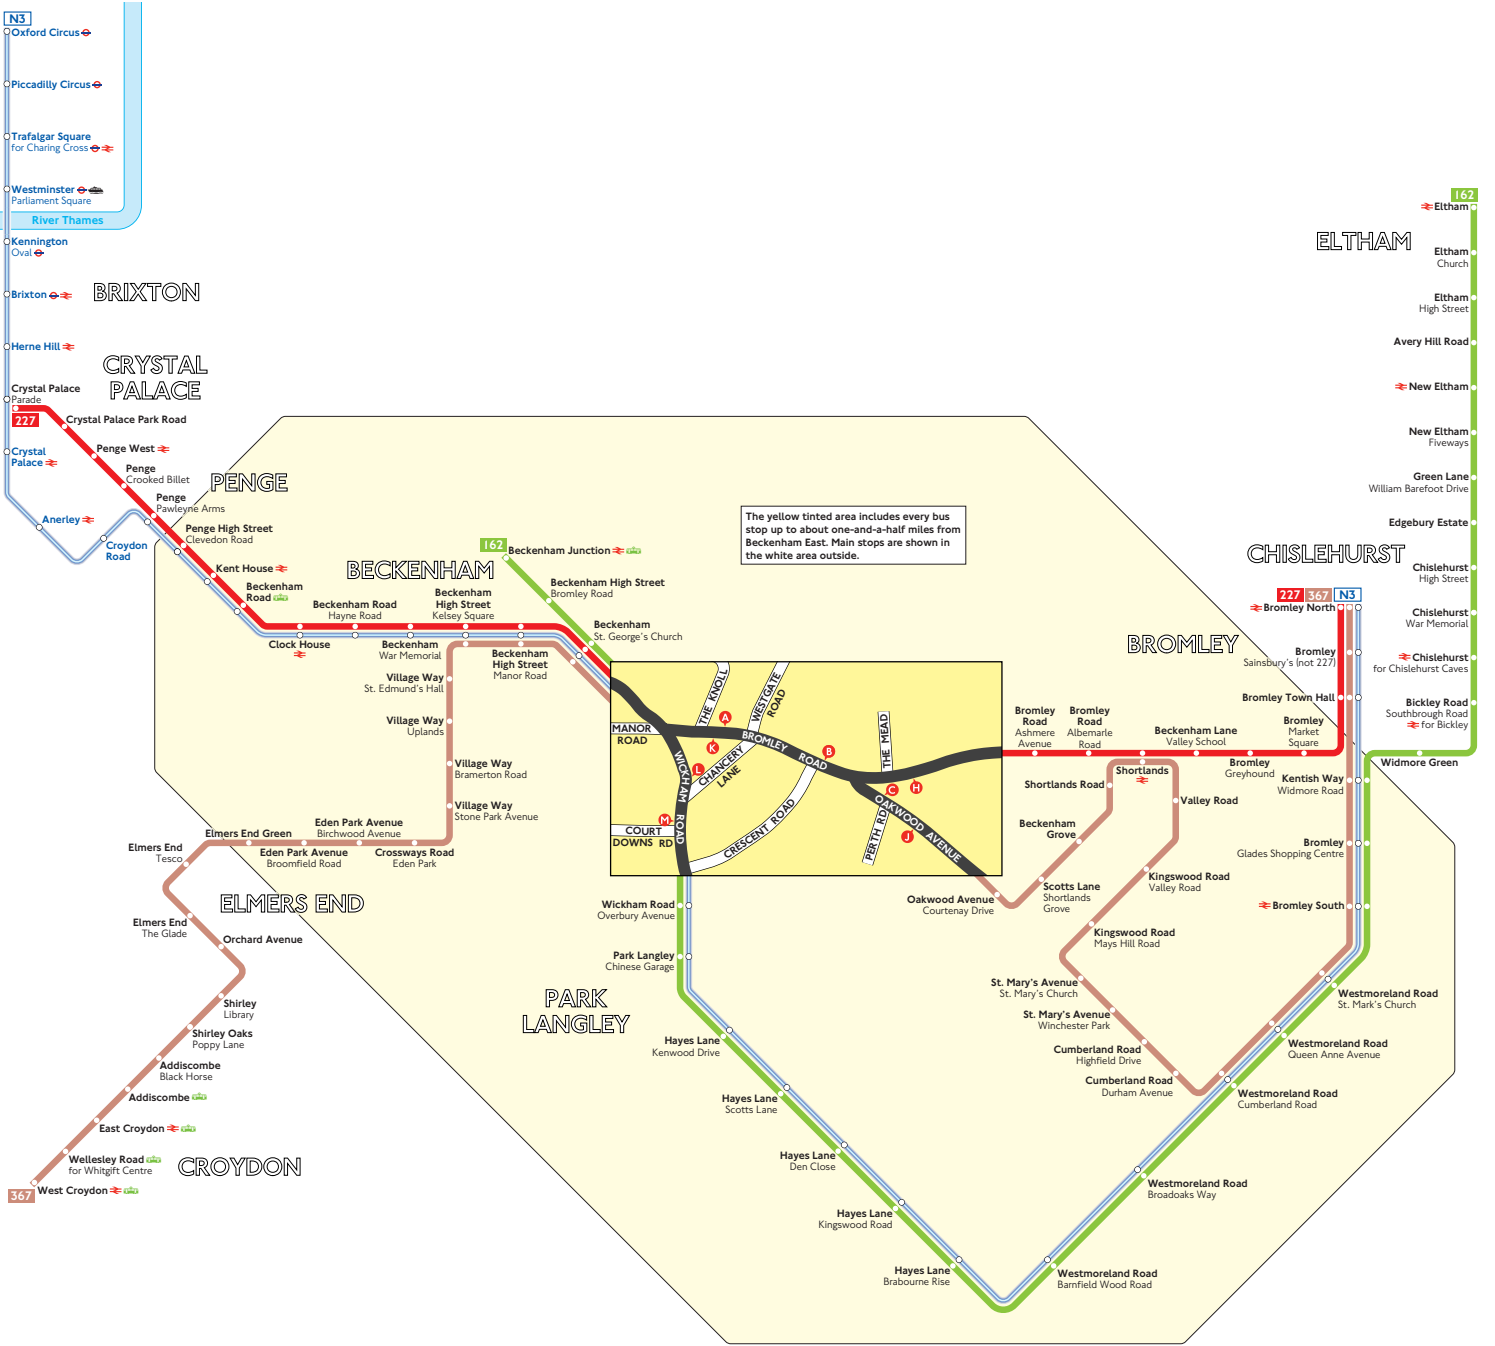 N3
Oxford Circus
Piccadilly Circus
Trafalgar Square
for Charing Cross
Westminster
Parliament Square
River Thames
Kennington
Oval
BRIXTON
Brixton
Herne Hill
CRYSTAL
PALACE
Crystal Palace
Parade
227
Crystal Palace Park Road
Crystal
Palace
Penge West
Penge
Crooked Billet
PENGE
Penge
Pawleyne Arms
Anerley
Croydon
Road
Penge High Street
Clevedon Road
Kent House
Beckenham
Road
BECKENHAM
162
Beckenham Junction
Beckenham High Street
Bromley Road
Beckenham
St. George's Church
Beckenham Road
Hayne Road
Beckenham
High Street
Kelsey Square
Clock House
Beckenham
War Memorial
Beckenham
High Street
Manor Road
Village Way
St. Edmund's Hall
Village Way
Uplands
Village Way
Bramerton Road
Village Way
Stone Park Avenue
Eden Park Avenue
Birchwood Avenue
Elmers End Green
Eden Park Avenue
Broomfield Road
Crossways Road
Eden Park
Elmers End
Tesco
ELMERS END
Elmers End
The Glade
Orchard Avenue
Shirley
Library
Shirley Oaks
Poppy Lane
Addiscombe
Black Horse
Addiscombe
East Croydon
Wellesley Road
for Whitgift Centre
CROYDON
367
West Croydon
The yellow tinted area includes every bus
stop up to about one-and-a-half miles from
Beckenham East. Main stops are shown in
the white area outside.
MANOR
ROAD
THE KNOLL
WESTGATE
ROAD
THE MEAD
A
K
BROMLEY ROAD
B
WICKHAM ROAD
L
CHANCERY
LANE
C
H
M
COURT
DOWNS RD
CRESCENT ROAD
PERTH RD
J
OAKWOOD AVENUE
Wickham Road
Overbury Avenue
Park Langley
Chinese Garage
PARK
LANGLEY
Hayes Lane
Kenwood Drive
Hayes Lane
Scotts Lane
Hayes Lane
Den Close
Hayes Lane
Kingswood Road
Hayes Lane
Brabourne Rise
Westmoreland Road
Barnfield Wood Road
Westmoreland Road
Broadoaks Way
Westmoreland Road
Cumberland Road
Westmoreland Road
Queen Anne Avenue
Westmoreland Road
St. Mark's Church
Oakwood Avenue
Courtenay Drive
Scotts Lane
Shortlands
Grove
Beckenham
Grove
Shortlands Road
Shortlands
Valley Road
Kingswood Road
Valley Road
Kingswood Road
Mays Hill Road
St. Mary's Avenue
St. Mary's Church
St. Mary's Avenue
Winchester Park
Cumberland Road
Highfield Drive
Cumberland Road
Durham Avenue
Bromley
Road
Ashmere
Avenue
Bromley
Road
Albemarle
Road
Beckenham Lane
Valley School
Bromley
Greyhound
Bromley
Market
Square
BROMLEY
227
367
N3
Bromley North
Bromley
Sainsbury's (not 227)
Bromley Town Hall
Kentish Way
Widmore Road
Bromley
Glades Shopping Centre
Bromley South
Widmore Green
162
Eltham
ELTHAM
Eltham
Church
Eltham
High Street
Avery Hill Road
New Eltham
New Eltham
Fiveways
Green Lane
William Barefoot Drive
Edgebury Estate
CHISLEHURST
Chislehurst
High Street
Chislehurst
War Memorial
Chislehurst
for Chislehurst Caves
Bickley Road
Southbrough Road
for Bickley